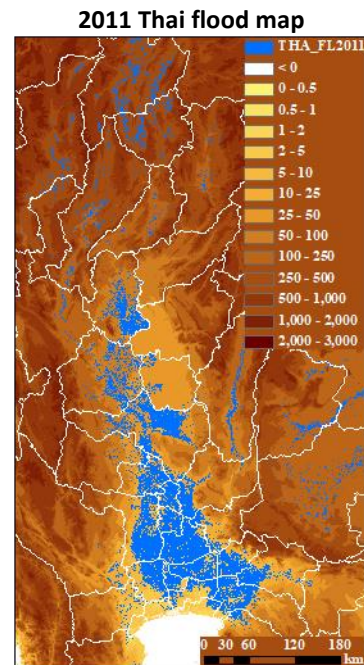 2011 Thai flood map
THA_FL2011
< 0
0 - 0.5
0.5 - 1
1 - 2
2 - 5
5 - 10
10 - 25
25 - 50
50 - 100
100 - 250
250 - 500
500 - 1,000
1,000 - 2,000
2,000 - 3,000
0 30 60 120 180
km